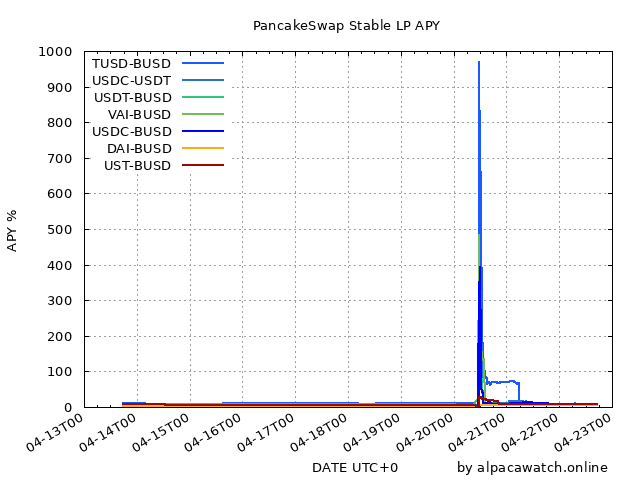 PancakeSwap Stable LP APY
1000
900
800
700
600
500
400
300
200
100
0
APY %
TUSD-BUSD
USDC-USDT
USDT-BUSD
VAI-BUSD
USDC-BUSD
DAI-BUSD
UST-BUSD
04-13T00
04-14T00
04-15T00
04-16T00
04-17T00
04-18T00
04-19T00
04-20T00
04-21T00
04-22T00
04-23T00
DATE UTC+0
by alpacawatch.online